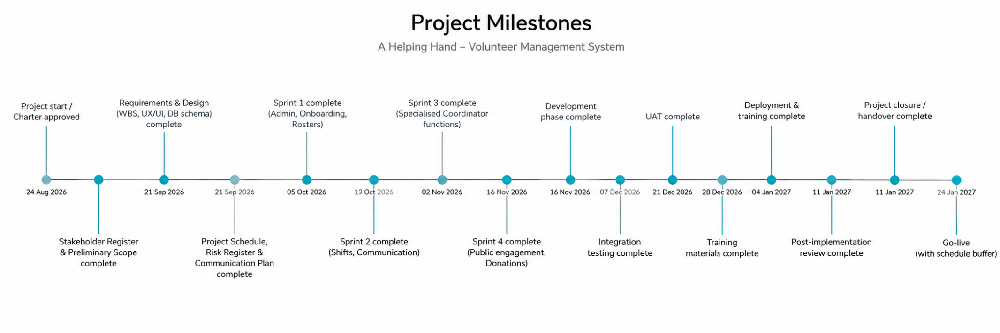 Project Milestones
A Helping Hand – Volunteer Management System
Project start /
Charter approved
24 Aug 2026
Stakeholder Register
& Preliminary Scope
complete
Requirements & Design
(WBS, UX/UI, DB schema)
complete
21 Sep 2026
21 Sep 2026
Project Schedule,
Risk Register &
Communication Plan
complete
Sprint 1 complete
(Admin, Onboarding,
Rosters)
05 Oct 2026
19 Oct 2026
Sprint 2 complete
(Shifts, Communication)
Sprint 3 complete
(Specialised Coordinator
functions)
02 Nov 2026
16 Nov 2026
Sprint 4 complete
(Public engagement,
Donations)
Development
phase complete
16 Nov 2026
07 Dec 2026
Integration
testing complete
UAT complete
21 Dec 2026
28 Dec 2026
Training
materials complete
Deployment &
training complete
04 Jan 2027
11 Jan 2027
Post-implementation
review complete
Project closure /
handover complete
11 Jan 2027
24 Jan 2027
Go-live
(with schedule buffer)